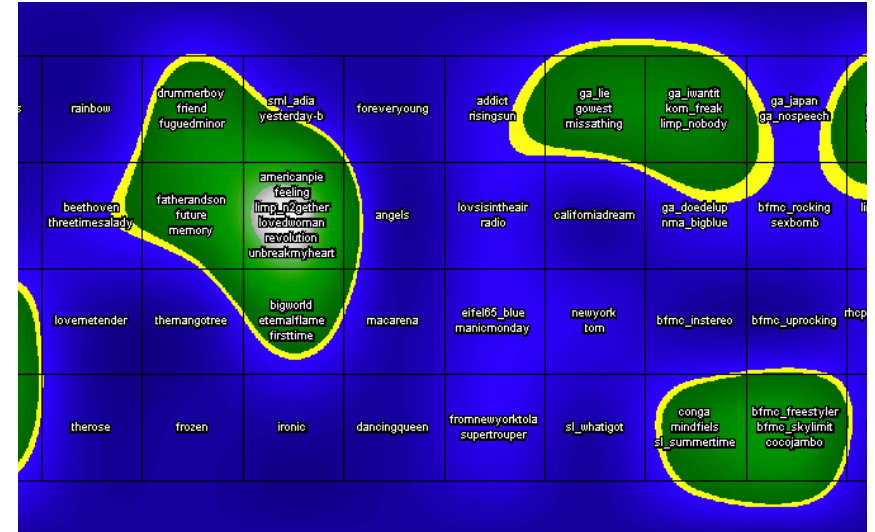 s
rainbow
drummerboy
friend
fuguedminor
sml_adia
yesterday-b
foreveryoung
addict
risingsun
ga_lie
gowest
missathing
ga_iwantit
kom_freak
limp_nobody
ga_japan
ga_nospeech
beethoven
threetimesalady
fatherandson
future
memory
americanpie
feeling
limp_n2gether
lovedwoman
revolution
unbreakmyheart
angels
lovsisintheair
radio
californiadream
ga_doedelup
nma_bigblue
bfmc_rocking
sexbomb
li
lovemetender
themangotree
bigworld
eternalflame
firsttime
macarena
eifel65_blue
manicmonday
newyork
tom
bfmc_instereo
bfmc_uprocking
rhcp
therose
frozen
ironic
dancingqueen
fromnewyorktola
supertrouper
sl_whatigot
conga
mindfiels
sl_summertime
bfmc_freestyler
bfmc_skylimit
cocojambo